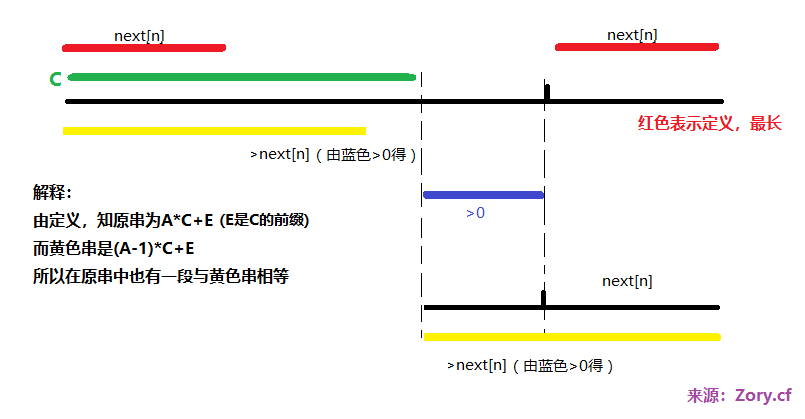 next[n]
next[n]
C
红色表示定义，最长
>next[n]（由蓝色>0得）
解释：
由定义，知原串为A*C+E（E是C的前缀）
>0
而黄色串是(A-1)*C+E
所以在原串中也有一段与黄色串相等
next[n]
>next[n]（由蓝色>0得）
来源：Zory.cf